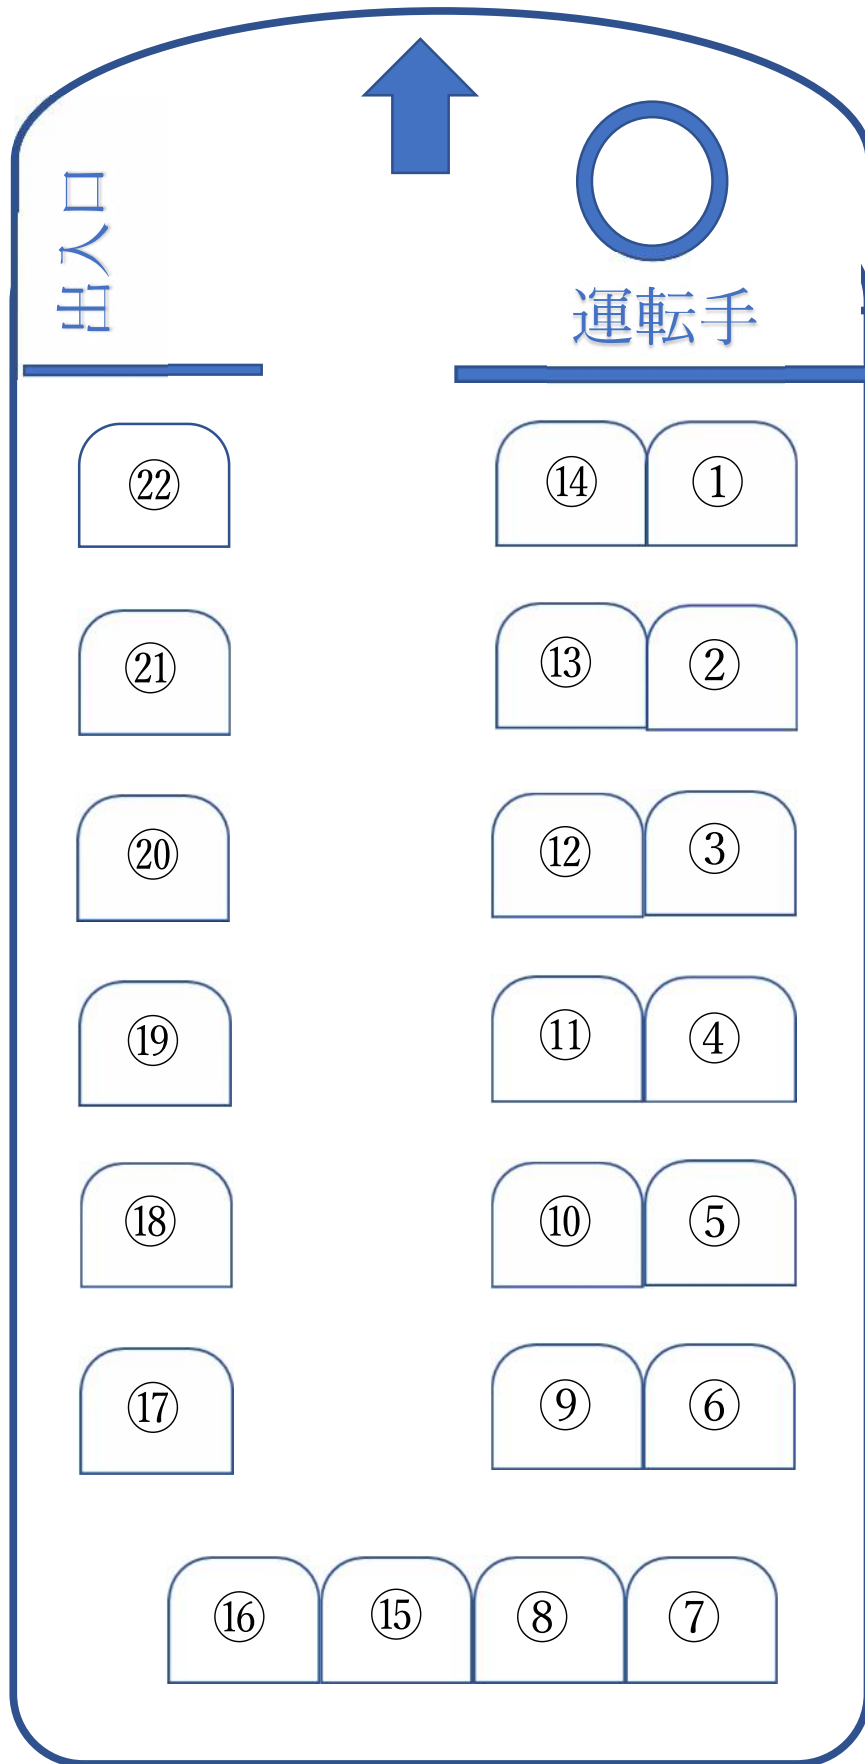 出入口
運転手
㉒ ⑭ ①
㉑ ⑬ ②
⑳ ⑫ ③
⑲ ⑪ ④
⑱ ⑩ ⑤
⑰ ⑨ ⑥
⑯ ⑮ ⑧ ⑦